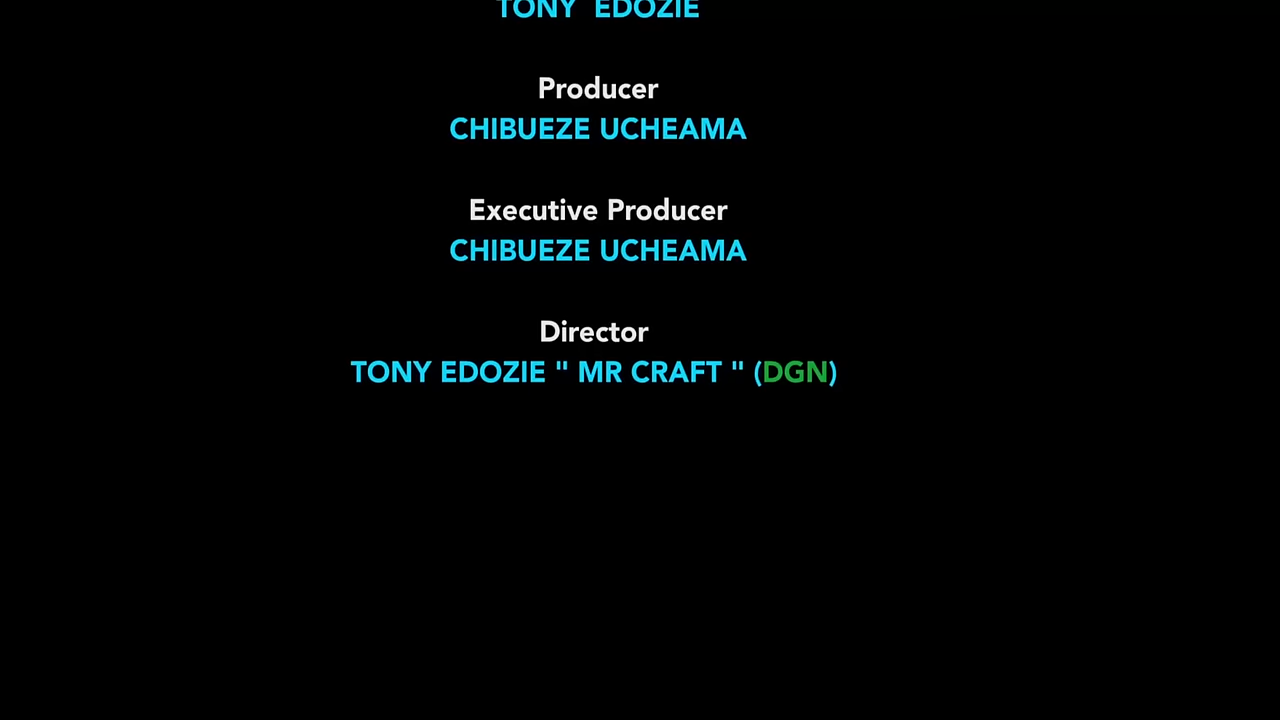 TONY EDOZIE
Producer
CHIBUEZE UCHEAMA
Executive Producer
CHIBUEZE UCHEAMA
Director
TONY EDOZIE " MR CRAFT " (DGN)